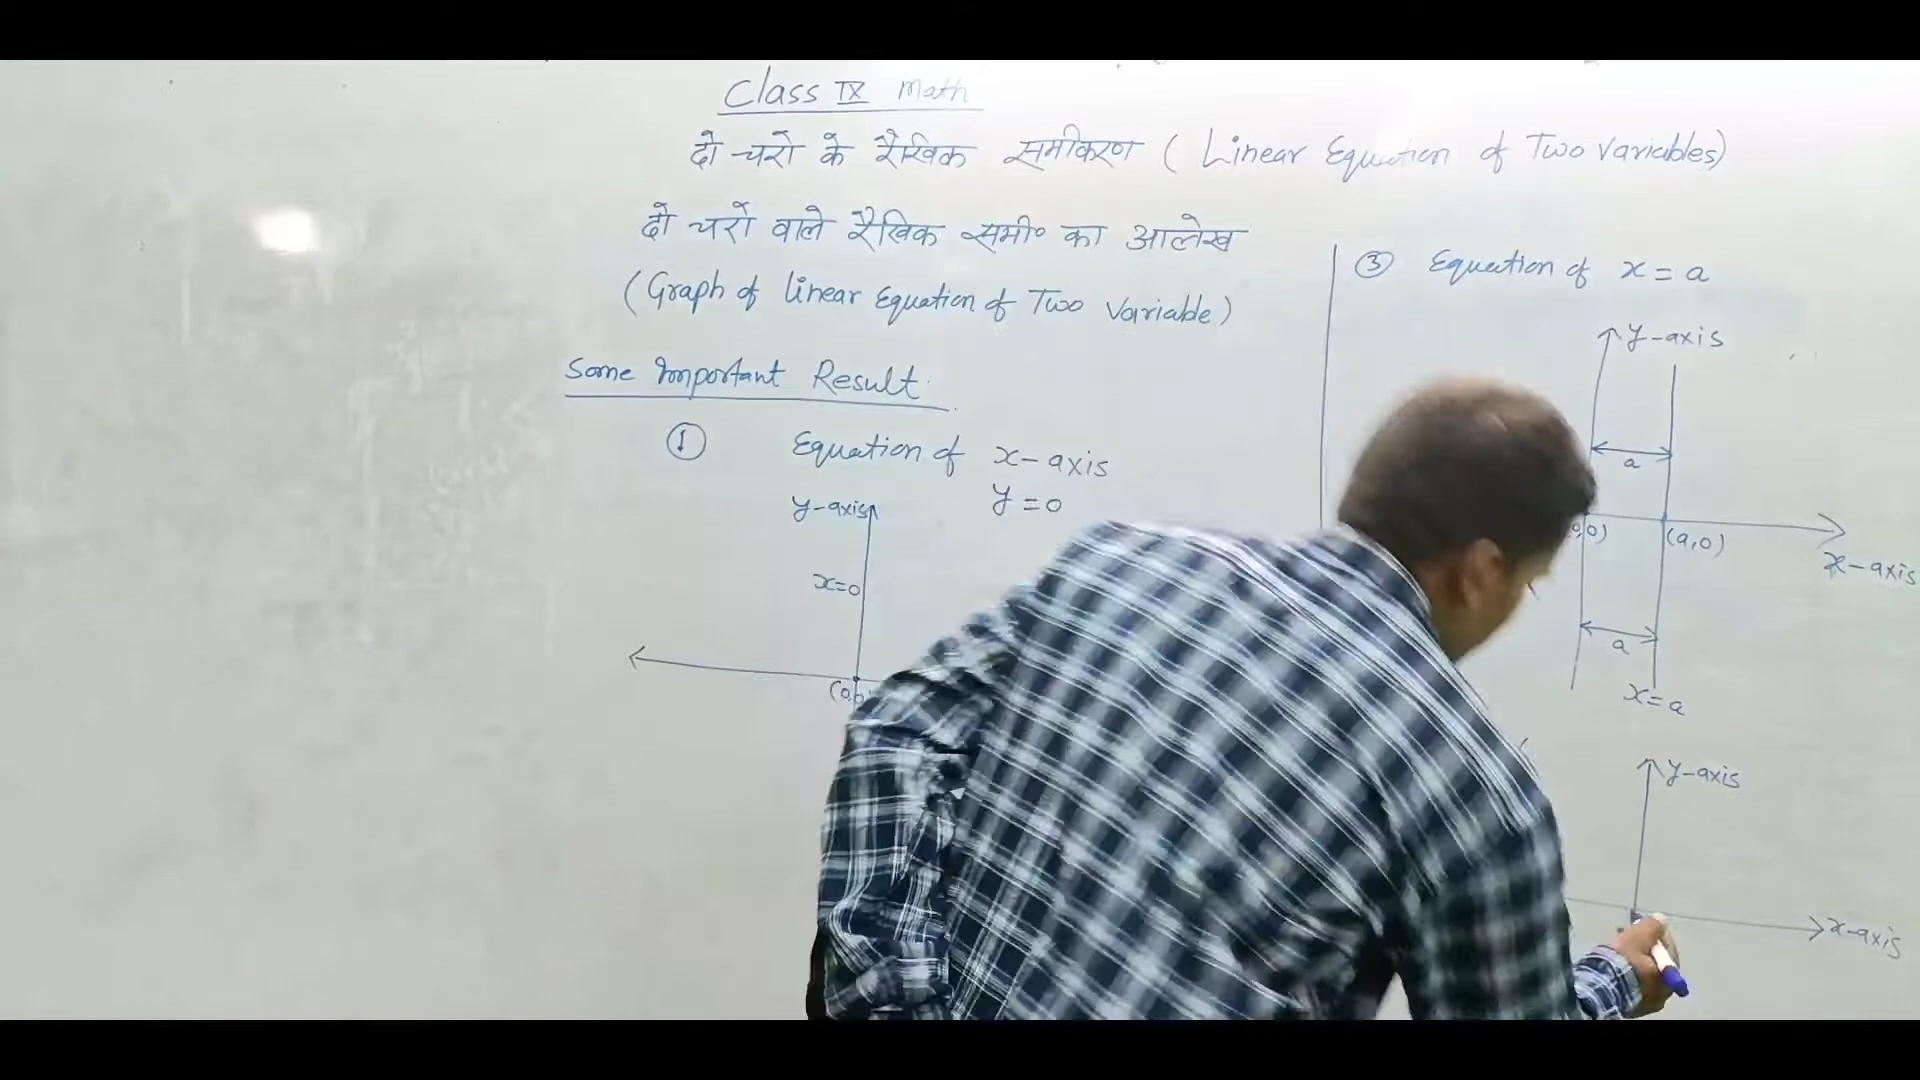 Class IX Math
दो चरो के रैखिक समीकरण ( Linear Equation of Two Variables)
दो चरों वाले रैखिक समी० का आलेख
(Graph of linear Equation of Two Variable)
Some Important Result.
① Equation of x-axis
y = 0
y-axis
x=0
(0,0
③ Equation of x = a
y-axis
a
0,0)
(a,0)
x-axis
a
x=a
y-axis
x-axis